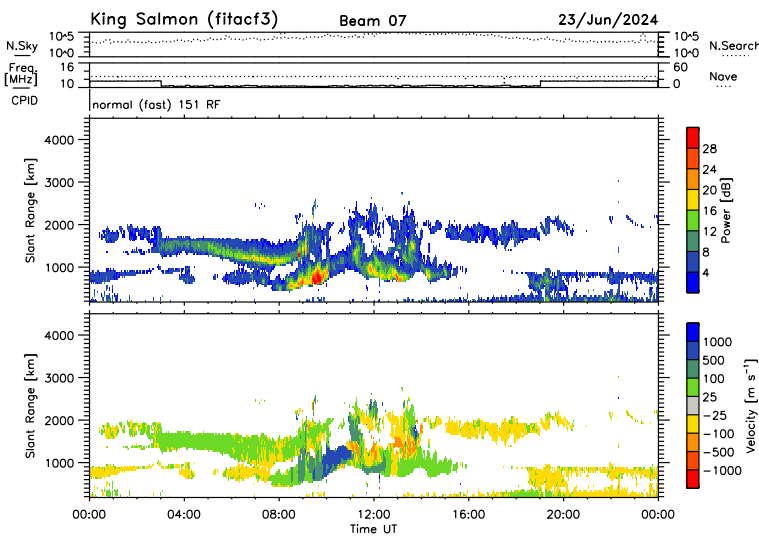 King Salmon (fitacf3) Beam 07 23/Jun/2024
N.Sky 10^5 10^0 10^5 10^0 N.Search
Freq. [MHz] 16 10 60 0 Nave
CPID normal (fast) 151 RF
Slant Range [km] 4000 3000 2000 1000
Power [dB] 28 24 20 16 12 8 4
Slant Range [km] 4000 3000 2000 1000
Velocity [m s⁻¹] 1000 500 100 25 −25 −100 −500 −1000
00:00 04:00 08:00 12:00 16:00 20:00 00:00
Time UT